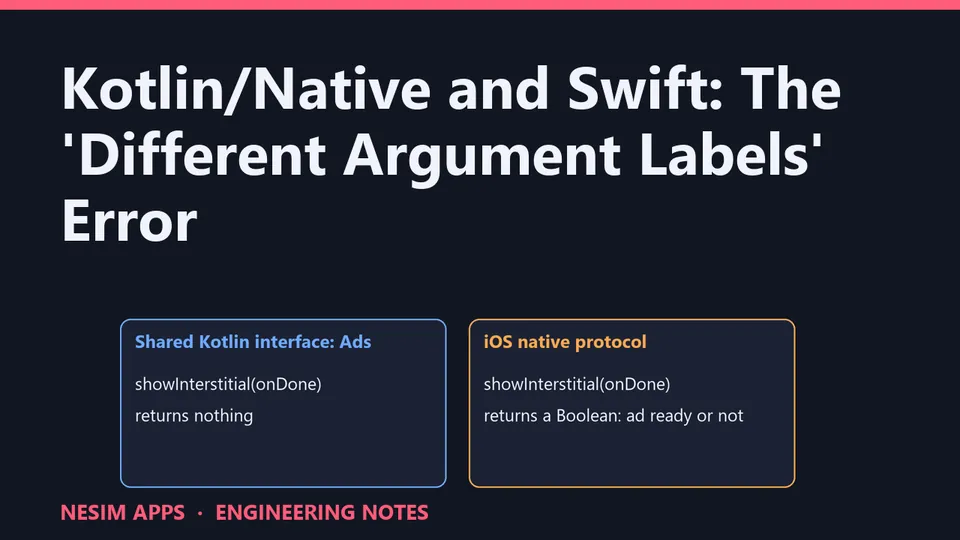 Kotlin/Native and Swift: The
'Different Argument Labels'
Error
Shared Kotlin interface: Ads
showInterstitial(onDone)
returns nothing
iOS native protocol
showInterstitial(onDone)
returns a Boolean: ad ready or not
NESIM APPS · ENGINEERING NOTES